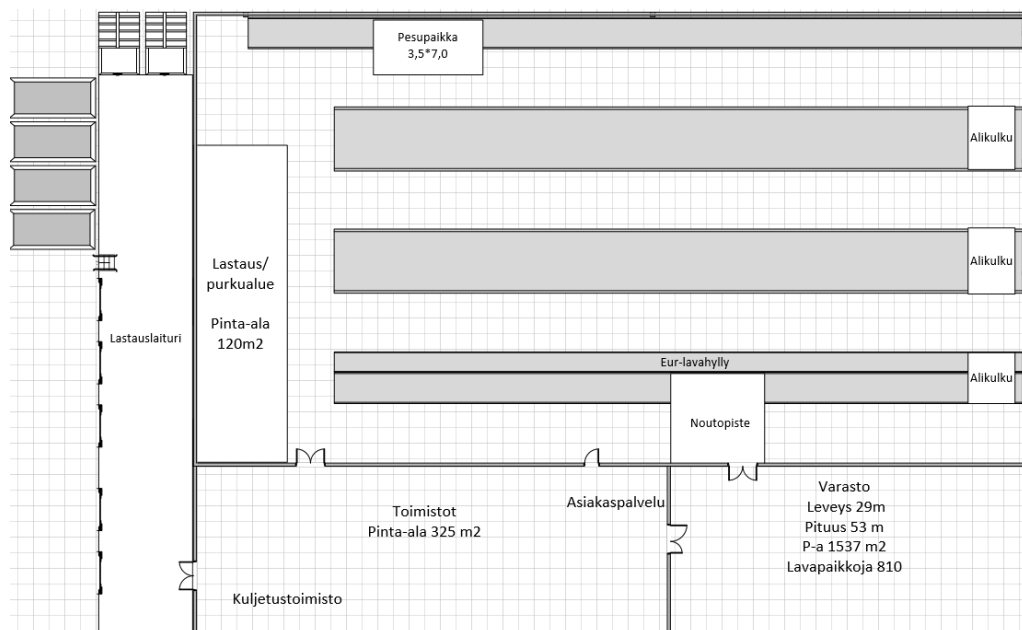 Pesupaikka
3,5*7,0
Alikulku
Alikulku
Lastaus/
purkualue
Pinta-ala
120m2
Lastauslaituri
Eur-lavahylly
Alikulku
Noutopiste
Asiakaspalvelu
Toimistot
Pinta-ala 325 m2
Varasto
Leveys 29m
Pituus 53 m
P-a 1537 m2
Lavapaikkoja 810
Kuljetustoimisto